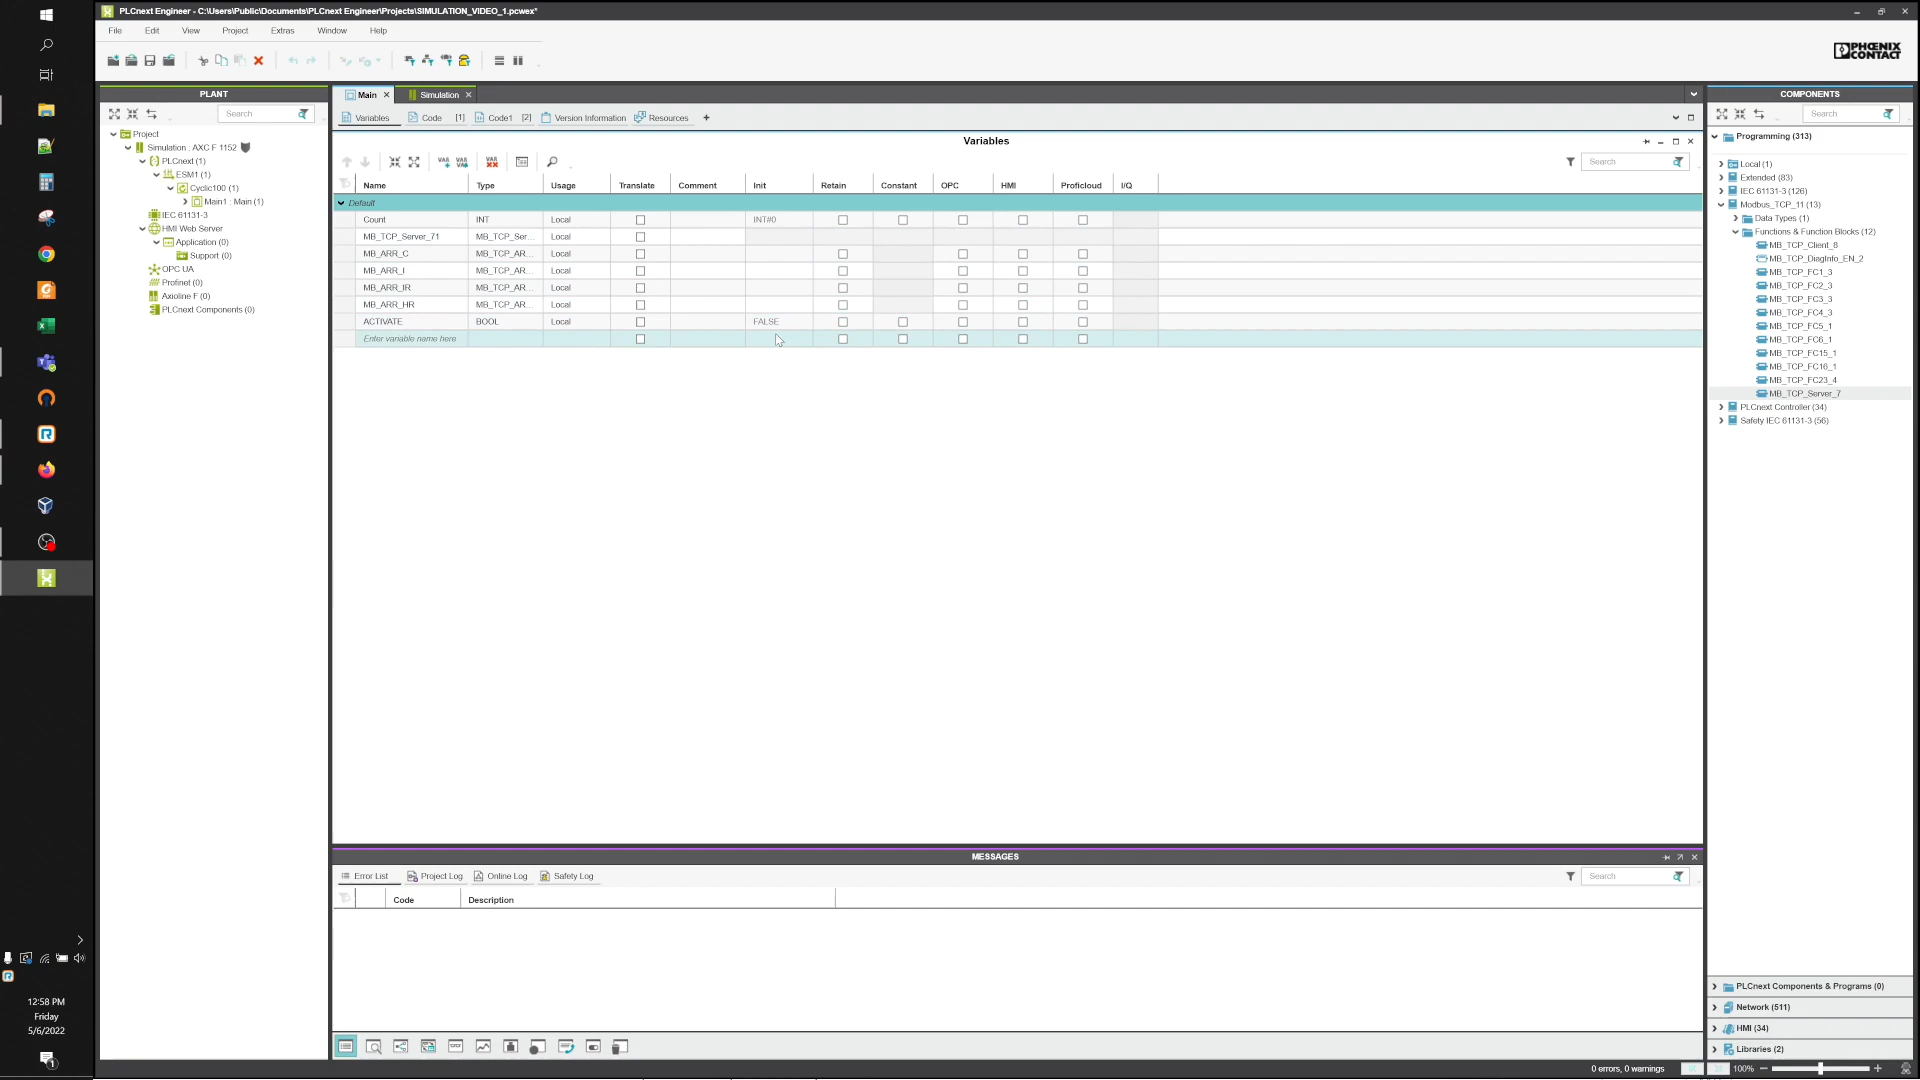 PLCnext Engineer - C:\Users\Public\Documents\PLCnext Engineer\Projects\SIMULATION_VIDEO_1.pcwex*
File Edit View Project Extras Window Help
PHŒNIX CONTACT
PLANT
Search
Project
Simulation : AXC F 1152
PLCnext (1)
ESM1 (1)
Cyclic100 (1)
Main1 : Main (1)
IEC 61131-3
HMI Web Server
Application (0)
Support (0)
OPC UA
Profinet (0)
Axioline F (0)
PLCnext Components (0)
Main Simulation
Variables Code [1] Code1 [2] Version Information Resources +
Variables
Search
Name Type Usage Translate Comment Init Retain Constant OPC HMI Proficloud I/Q
Default
Count INT Local INT#0
MB_TCP_Server_71 MB_TCP_Ser... Local
MB_ARR_C MB_TCP_AR... Local
MB_ARR_I MB_TCP_AR... Local
MB_ARR_IR MB_TCP_AR... Local
MB_ARR_HR MB_TCP_AR... Local
ACTIVATE BOOL Local FALSE
Enter variable name here
MESSAGES
Error List Project Log Online Log Safety Log
Search
Code Description
COMPONENTS
Search
Programming (313)
Local (1)
Extended (83)
IEC 61131-3 (126)
Modbus_TCP_11 (13)
Data Types (1)
Functions & Function Blocks (12)
MB_TCP_Client_8
MB_TCP_DiagInfo_EN_2
MB_TCP_FC1_3
MB_TCP_FC2_3
MB_TCP_FC3_3
MB_TCP_FC4_3
MB_TCP_FC5_1
MB_TCP_FC6_1
MB_TCP_FC15_1
MB_TCP_FC16_1
MB_TCP_FC23_4
MB_TCP_Server_7
PLCnext Controller (34)
Safety IEC 61131-3 (56)
PLCnext Components & Programs (0)
Network (511)
HMI (34)
Libraries (2)
0 errors, 0 warnings
100%
12:58 PM
Friday
5/6/2022
1